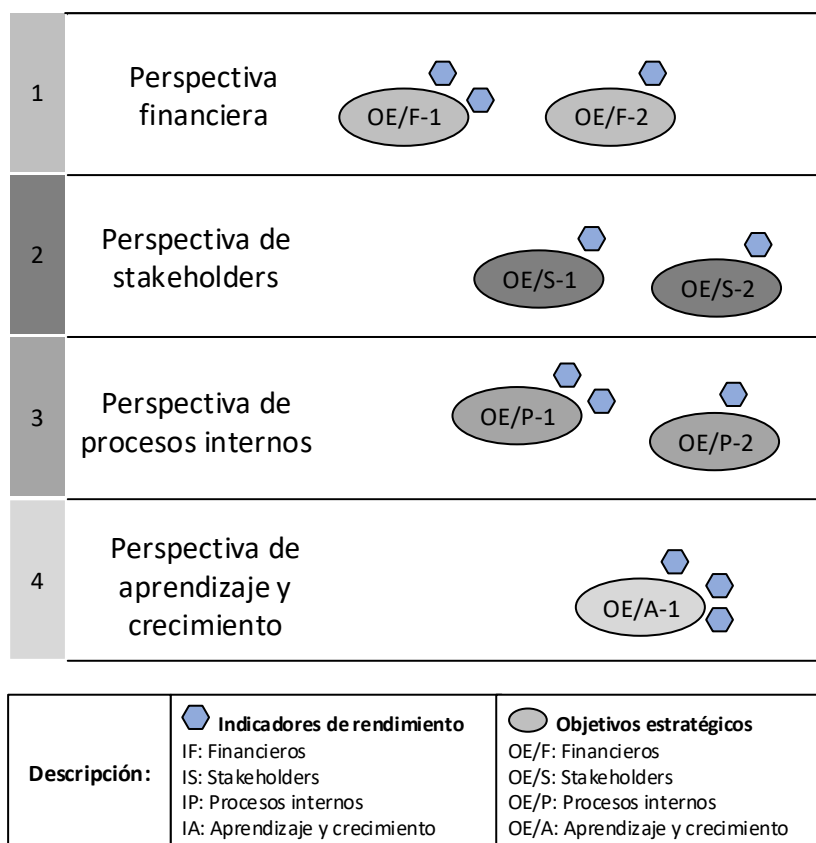 1
Perspectiva
financiera
OE/F-1
OE/F-2
2
Perspectiva de
stakeholders
OE/S-1
OE/S-2
3
Perspectiva de
procesos internos
OE/P-1
OE/P-2
4
Perspectiva de
aprendizaje y
crecimiento
OE/A-1
Descripción:
Indicadores de rendimiento
IF: Financieros
IS: Stakeholders
IP: Procesos internos
IA: Aprendizaje y crecimiento
Objetivos estratégicos
OE/F: Financieros
OE/S: Stakeholders
OE/P: Procesos internos
OE/A: Aprendizaje y crecimiento